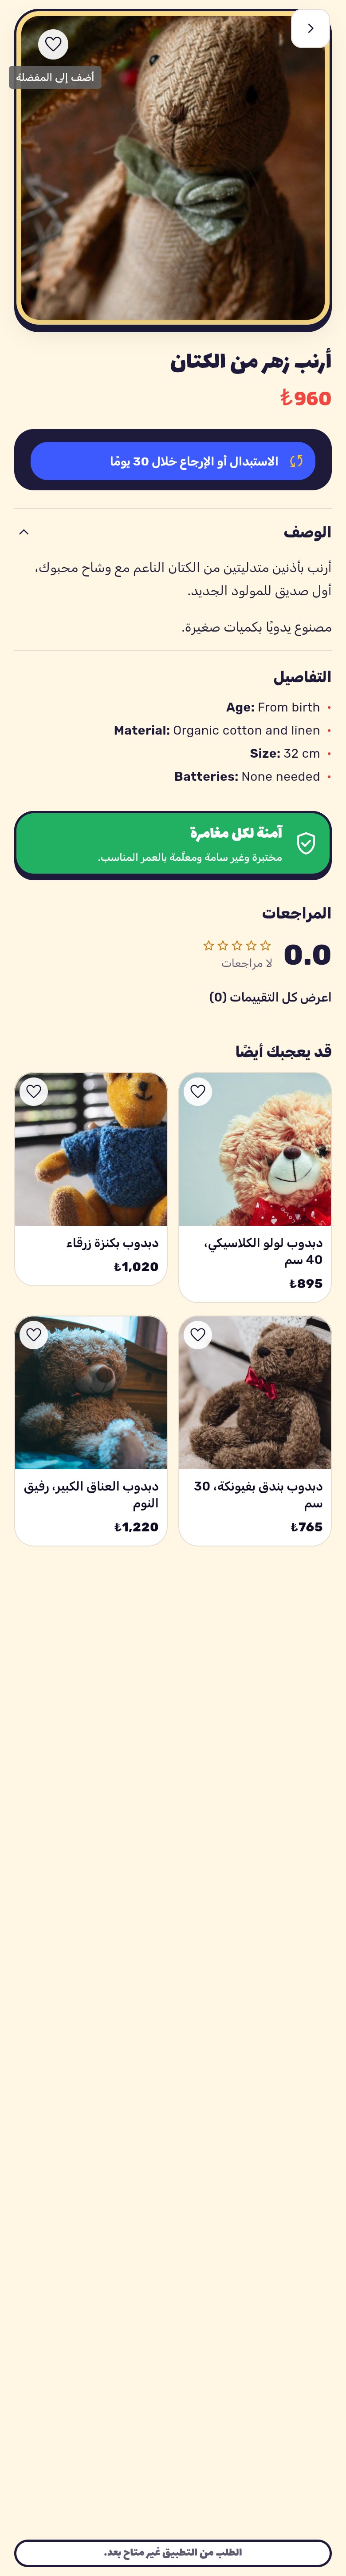 أضف إلى المفضلة
أرنب زهر من الكتان
₺960
الاستبدال أو الإرجاع خلال 30 يومًا
الوصف
أرنب بأذنين متدليتين من الكتان الناعم مع وشاح محبوك،
أول صديق للمولود الجديد.
مصنوع يدويًا بكميات صغيرة.
التفاصيل
Age: From birth
Material: Organic cotton and linen
Size: 32 cm
Batteries: None needed
آمنة لكل مغامرة
مختبرة وغير سامة ومعلّمة بالعمر المناسب.
المراجعات
0.0
لا مراجعات
اعرض كل التقييمات (0)
قد يعجبك أيضًا
دبدوب لولو الكلاسيكي،
40 سم
₺895
دبدوب بكنزة زرقاء
₺1,020
دبدوب بندق بفيونكة، 30
سم
₺765
دبدوب العناق الكبير، رفيق
النوم
₺1,220
الطلب من التطبيق غير متاح بعد.